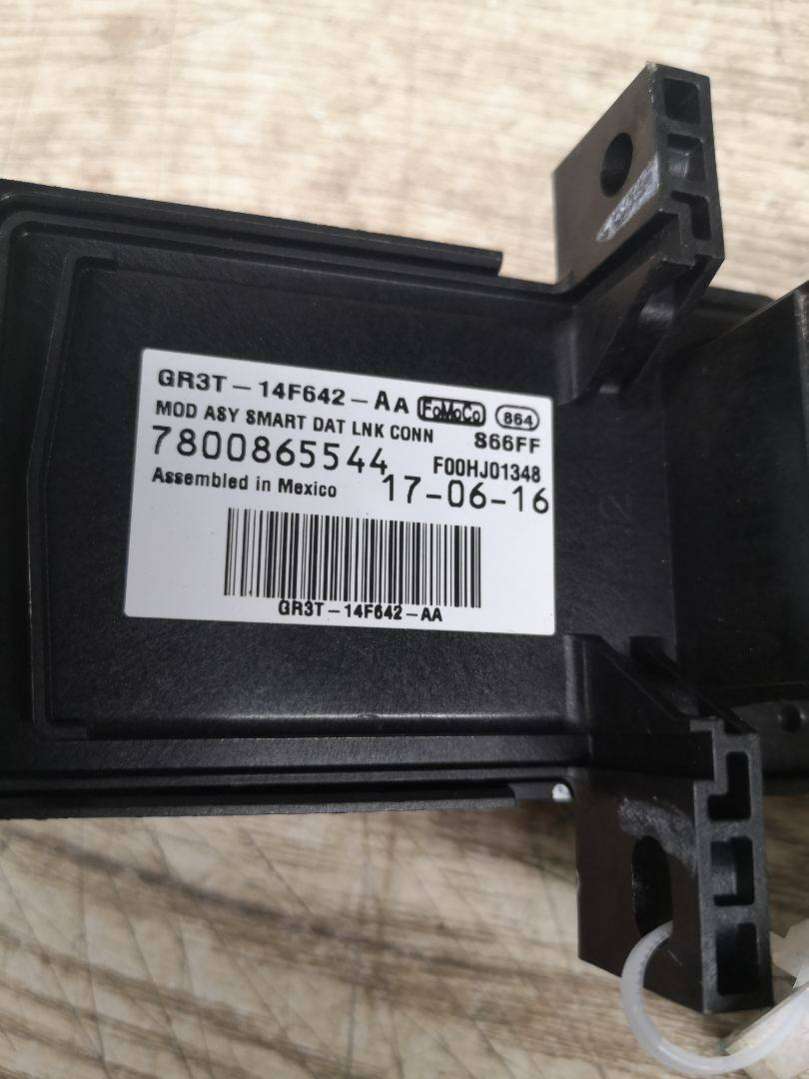 GR3T-14F642-AA FoMoCo 864
MOD ASY SMART DAT LNK CONN S66FF
7800865544 F00HJ01348
Assembled in Mexico 17-06-16
GR3T-14F642-AA